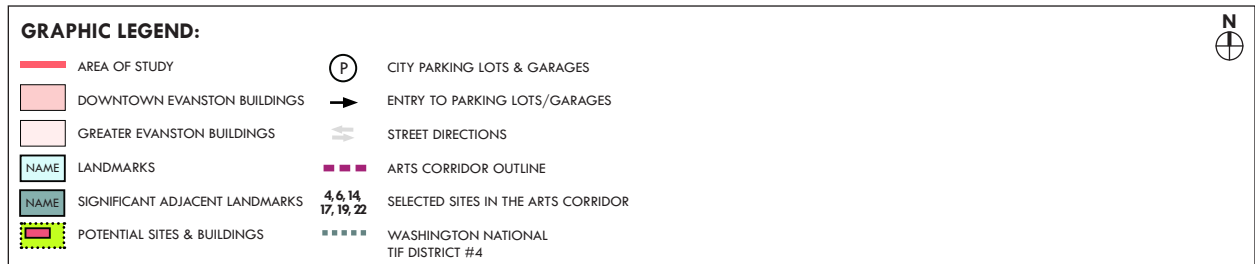 GRAPHIC LEGEND:
N
AREA OF STUDY
DOWNTOWN EVANSTON BUILDINGS
GREATER EVANSTON BUILDINGS
NAME LANDMARKS
NAME SIGNIFICANT ADJACENT LANDMARKS
POTENTIAL SITES & BUILDINGS
P CITY PARKING LOTS & GARAGES
ENTRY TO PARKING LOTS/GARAGES
STREET DIRECTIONS
ARTS CORRIDOR OUTLINE
4, 6, 14,
17, 19, 22
SELECTED SITES IN THE ARTS CORRIDOR
WASHINGTON NATIONAL
TIF DISTRICT #4